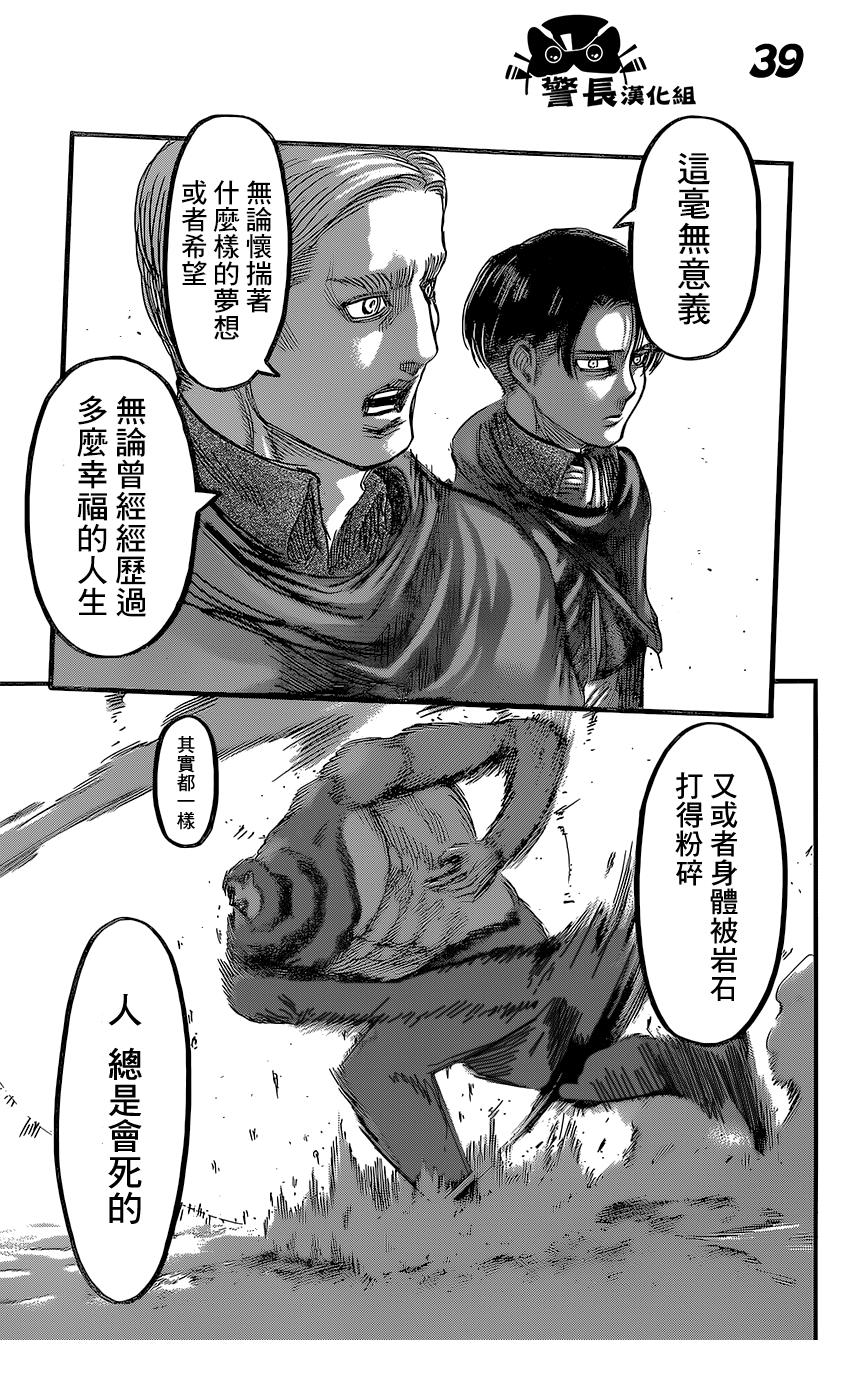 警長漢化組
39
這毫無意義
無論懷揣著
什麼樣的夢想
或者希望
無論曾經經歷過
多麼幸福的人生
又或者身體被岩石
打得粉碎
其實都一樣
人 總是會死的